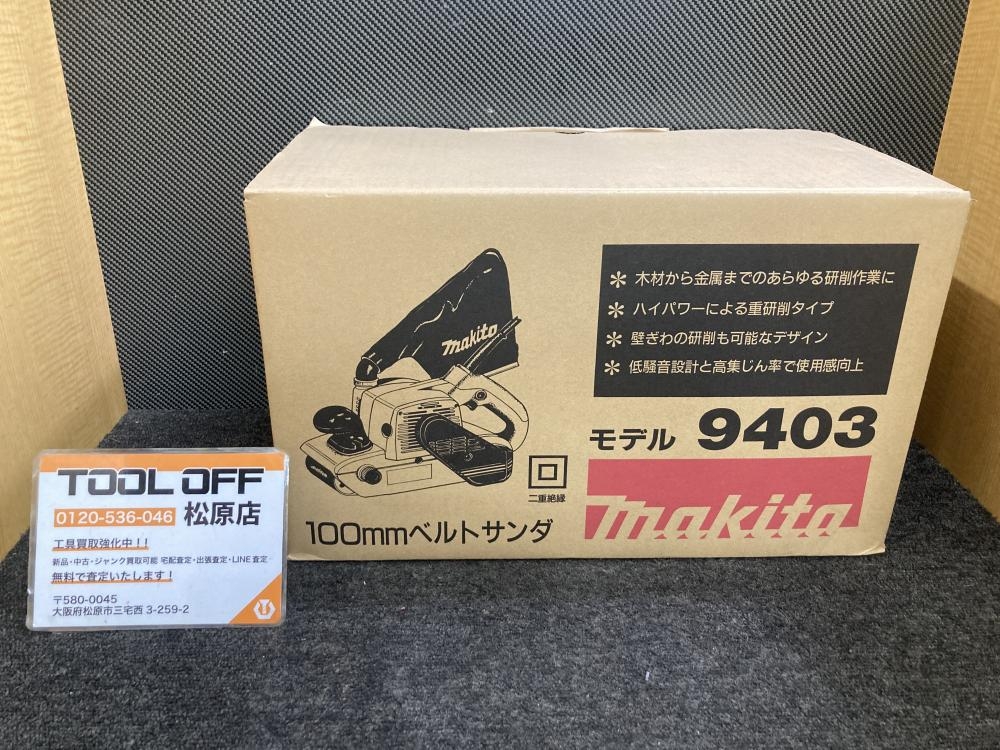 ＊ 木材から金属までのあらゆる研削作業に
＊ ハイパワーによる重研削タイプ
＊ 壁ぎわの研削も可能なデザイン
＊ 低騒音設計と高集じん率で使用感向上
makita
モデル 9403
二重絶縁
makita
100mmベルトサンダ
TOOL OFF
0120-536-046 松原店
工具買取強化中！！
新品・中古・ジャンク買取可能 宅配査定・出張査定・LINE査定
無料で査定いたします！
〒580-0045
大阪府松原市三宅西 3-259-2